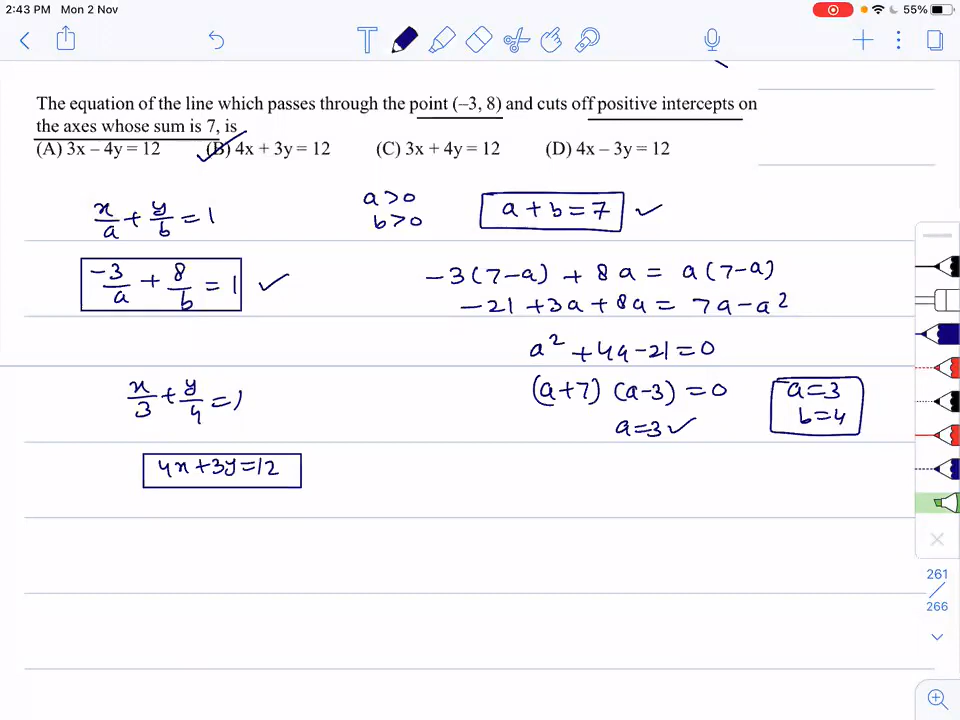 2:43 PM Mon 2 Nov
55%
The equation of the line which passes through the point (–3, 8) and cuts off positive intercepts on
the axes whose sum is 7, is
(A) 3x – 4y = 12 (B) 4x + 3y = 12 (C) 3x + 4y = 12 (D) 4x – 3y = 12
x/a + y/b = 1
a > 0
b > 0
a + b = 7
-3/a + 8/b = 1
-3(7-a) + 8a = a(7-a)
-21 + 3a + 8a = 7a - a²
a² + 4a - 21 = 0
(a+7) (a-3) = 0
a=3
a=3
b=4
x/3 + y/4 = 1
4x + 3y = 12
261
266